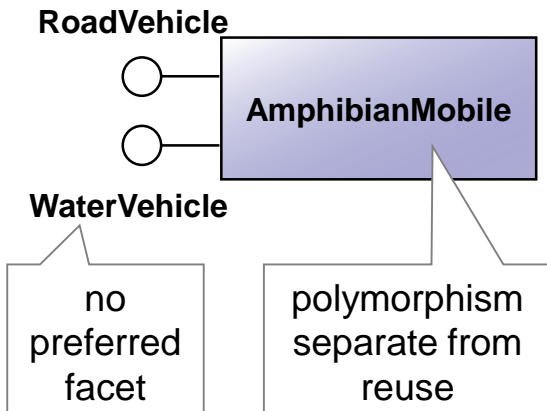 RoadVehicle
AmphibianMobile
WaterVehicle
no
preferred
facet
polymorphism
separate from
reuse